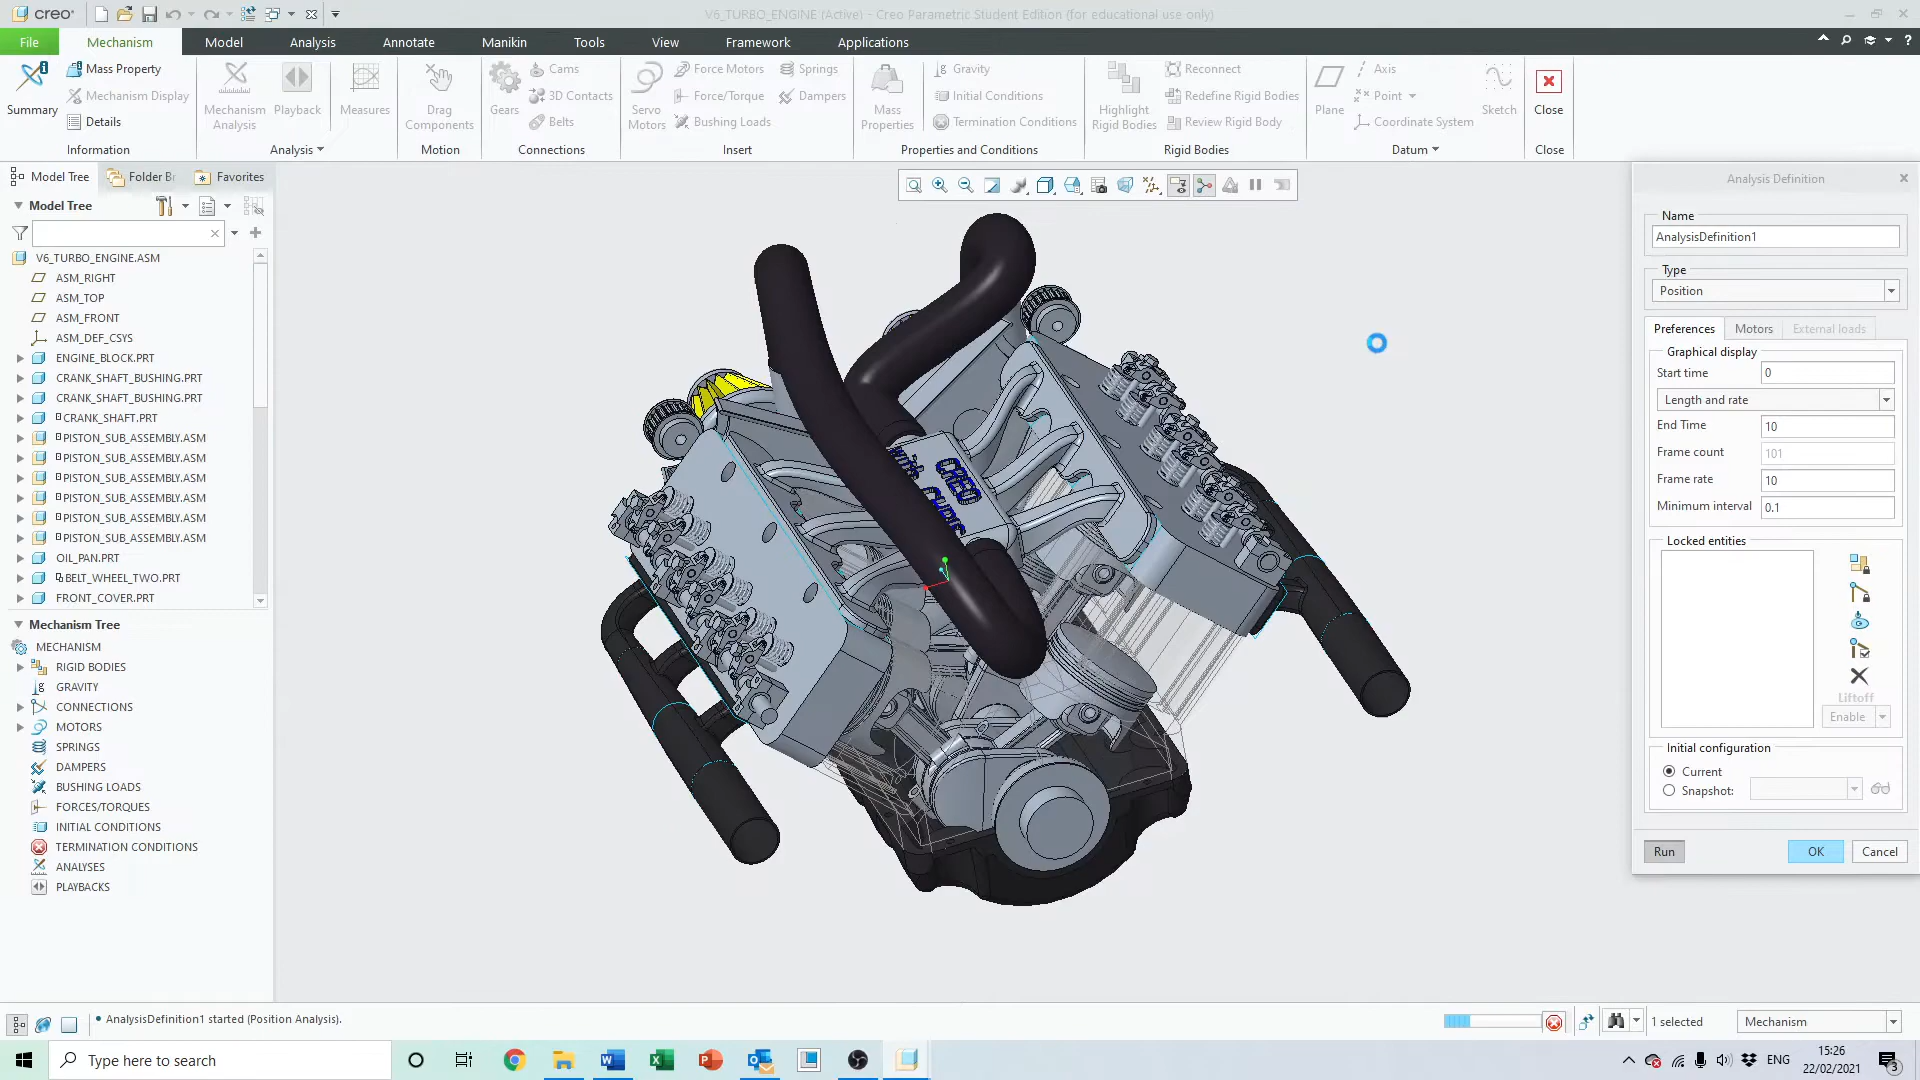 creo®
V6_TURBO_ENGINE (Active) - Creo Parametric Student Edition (for educational use only)
File
Mechanism
Model
Analysis
Annotate
Manikin
Tools
View
Framework
Applications
Summary
Mass Property
Mechanism Display
Details
Information
Mechanism
Analysis
Playback
Measures
Analysis
Drag
Components
Motion
Gears
Cams
3D Contacts
Belts
Connections
Servo
Motors
Force Motors
Force/Torque
Bushing Loads
Springs
Dampers
Insert
Mass
Properties
Gravity
Initial Conditions
Termination Conditions
Properties and Conditions
Highlight
Rigid Bodies
Reconnect
Redefine Rigid Bodies
Review Rigid Body
Rigid Bodies
Plane
Axis
Point
Coordinate System
Sketch
Datum
Close
Close
Model Tree
Folder Br
Favorites
Model Tree
V6_TURBO_ENGINE.ASM
ASM_RIGHT
ASM_TOP
ASM_FRONT
ASM_DEF_CSYS
ENGINE_BLOCK.PRT
CRANK_SHAFT_BUSHING.PRT
CRANK_SHAFT_BUSHING.PRT
CRANK_SHAFT.PRT
PISTON_SUB_ASSEMBLY.ASM
PISTON_SUB_ASSEMBLY.ASM
PISTON_SUB_ASSEMBLY.ASM
PISTON_SUB_ASSEMBLY.ASM
PISTON_SUB_ASSEMBLY.ASM
PISTON_SUB_ASSEMBLY.ASM
OIL_PAN.PRT
BELT_WHEEL_TWO.PRT
FRONT_COVER.PRT
Mechanism Tree
MECHANISM
RIGID BODIES
GRAVITY
CONNECTIONS
MOTORS
SPRINGS
DAMPERS
BUSHING LOADS
FORCES/TORQUES
INITIAL CONDITIONS
TERMINATION CONDITIONS
ANALYSES
PLAYBACKS
CREO
Analysis Definition
Name
AnalysisDefinition1
Type
Position
Preferences
Motors
External loads
Graphical display
Start time
0
Length and rate
End Time
10
Frame count
101
Frame rate
10
Minimum interval
0.1
Locked entities
Liftoff
Enable
Initial configuration
Current
Snapshot:
Run
OK
Cancel
• AnalysisDefinition1 started (Position Analysis).
1 selected
Mechanism
Type here to search
ENG
15:26
22/02/2021
3